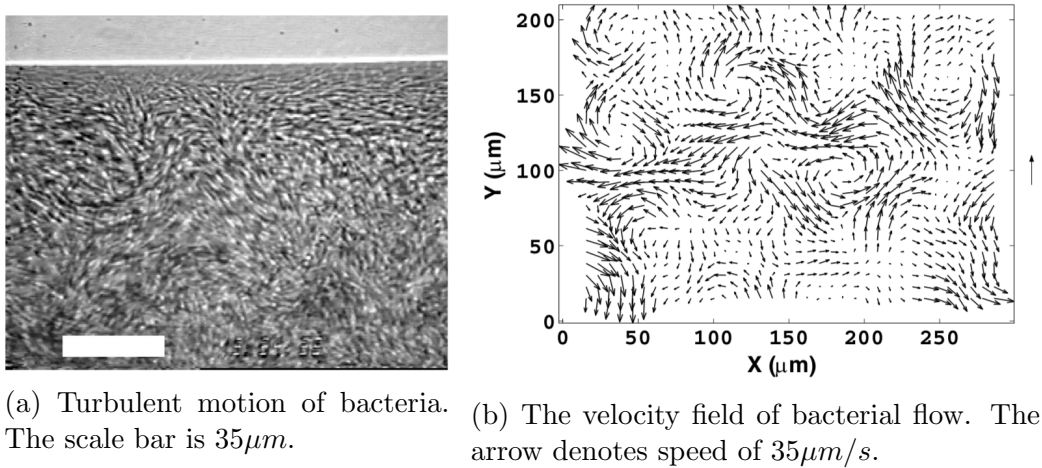 200
150
100
50
0
Y (μm)
0 50 100 150 200 250
X (μm)
(a) Turbulent motion of bacteria.
The scale bar is 35μm.
(b) The velocity field of bacterial flow. The
arrow denotes speed of 35μm/s.